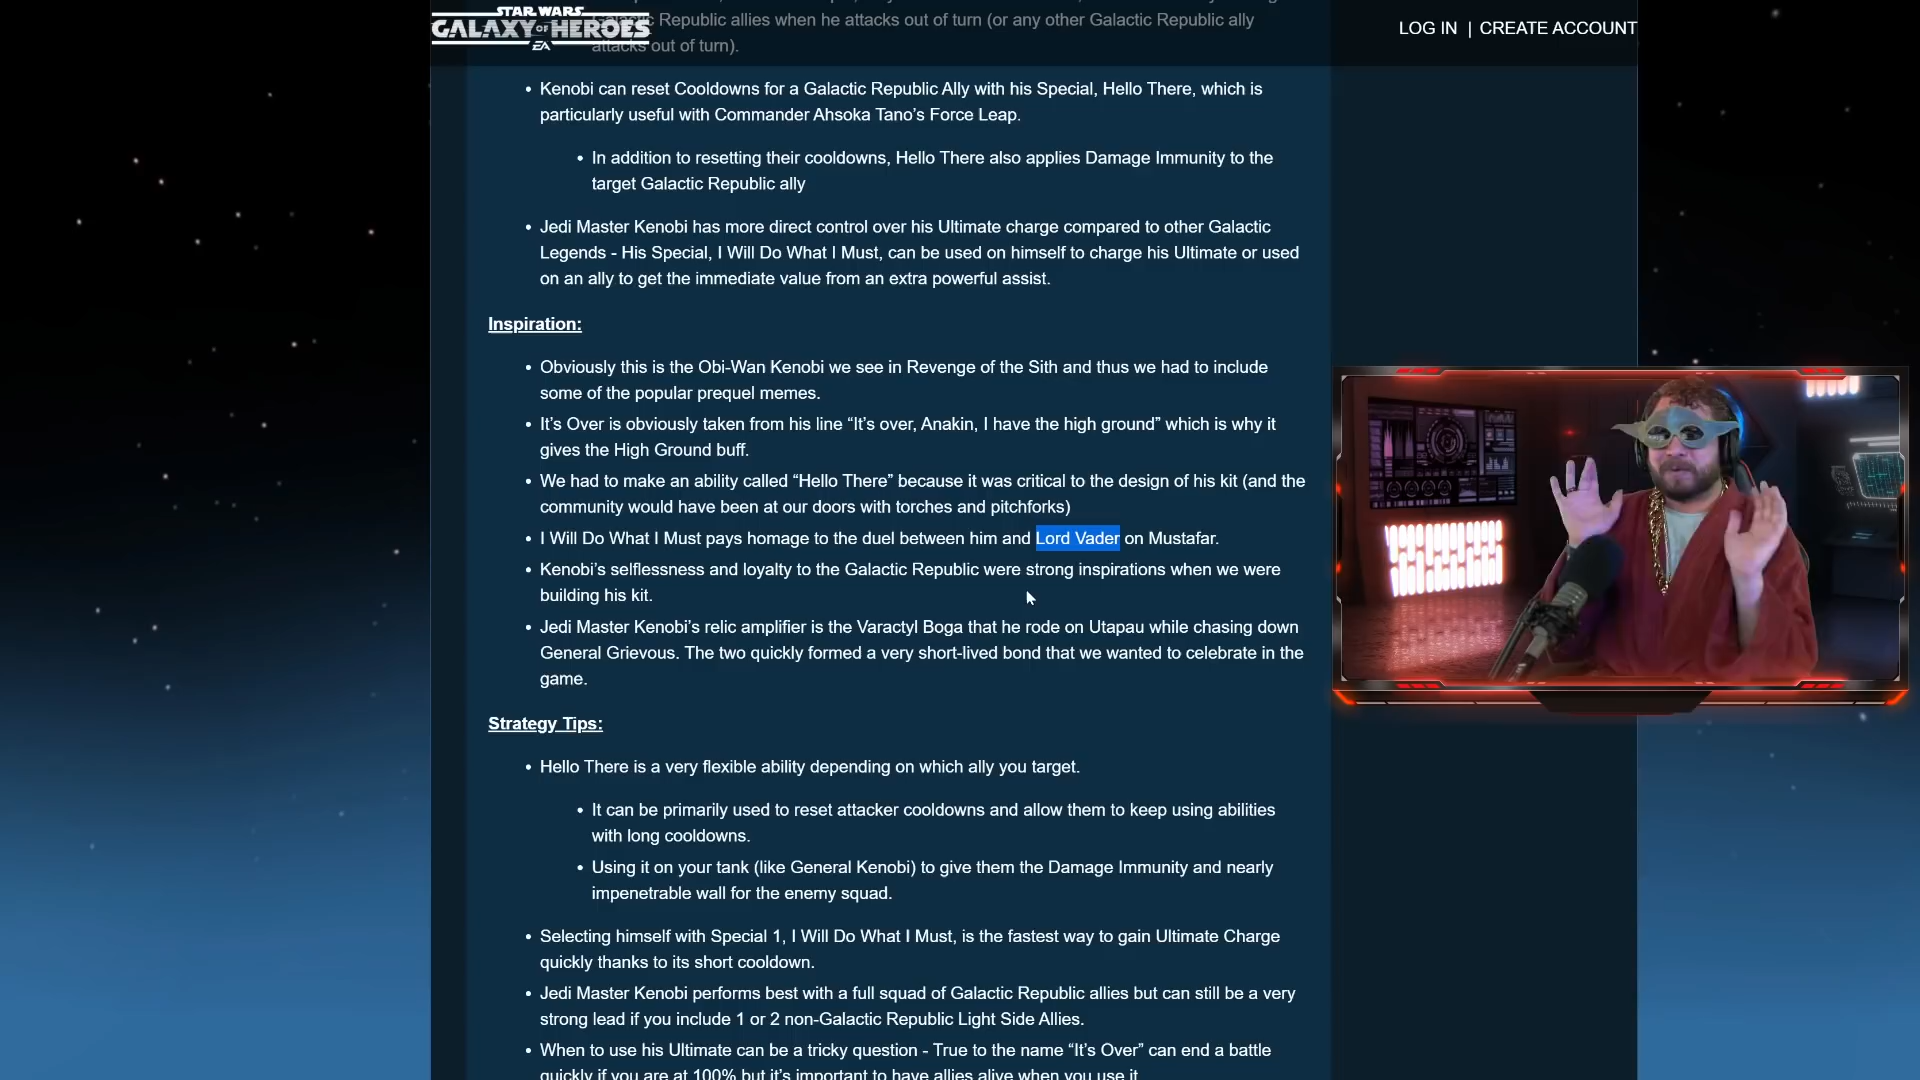 STAR WARS
GALAXY OF HEROES
EA
LOG IN | CREATE ACCOUNT
Republic allies when he attacks out of turn (or any other Galactic Republic ally
attacks out of turn).
• Kenobi can reset Cooldowns for a Galactic Republic Ally with his Special, Hello There, which is
particularly useful with Commander Ahsoka Tano’s Force Leap.
• In addition to resetting their cooldowns, Hello There also applies Damage Immunity to the
target Galactic Republic ally
• Jedi Master Kenobi has more direct control over his Ultimate charge compared to other Galactic
Legends - His Special, I Will Do What I Must, can be used on himself to charge his Ultimate or used
on an ally to get the immediate value from an extra powerful assist.
Inspiration:
• Obviously this is the Obi-Wan Kenobi we see in Revenge of the Sith and thus we had to include
some of the popular prequel memes.
• It’s Over is obviously taken from his line “It’s over, Anakin, I have the high ground” which is why it
gives the High Ground buff.
• We had to make an ability called “Hello There” because it was critical to the design of his kit (and the
community would have been at our doors with torches and pitchforks)
• I Will Do What I Must pays homage to the duel between him and Lord Vader on Mustafar.
• Kenobi’s selflessness and loyalty to the Galactic Republic were strong inspirations when we were
building his kit.
• Jedi Master Kenobi’s relic amplifier is the Varactyl Boga that he rode on Utapau while chasing down
General Grievous. The two quickly formed a very short-lived bond that we wanted to celebrate in the
game.
Strategy Tips:
• Hello There is a very flexible ability depending on which ally you target.
• It can be primarily used to reset attacker cooldowns and allow them to keep using abilities
with long cooldowns.
• Using it on your tank (like General Kenobi) to give them the Damage Immunity and nearly
impenetrable wall for the enemy squad.
• Selecting himself with Special 1, I Will Do What I Must, is the fastest way to gain Ultimate Charge
quickly thanks to its short cooldown.
• Jedi Master Kenobi performs best with a full squad of Galactic Republic allies but can still be a very
strong lead if you include 1 or 2 non-Galactic Republic Light Side Allies.
• When to use his Ultimate can be a tricky question - True to the name “It’s Over” can end a battle
quickly if you are at 100% but it’s important to have allies alive when you use it